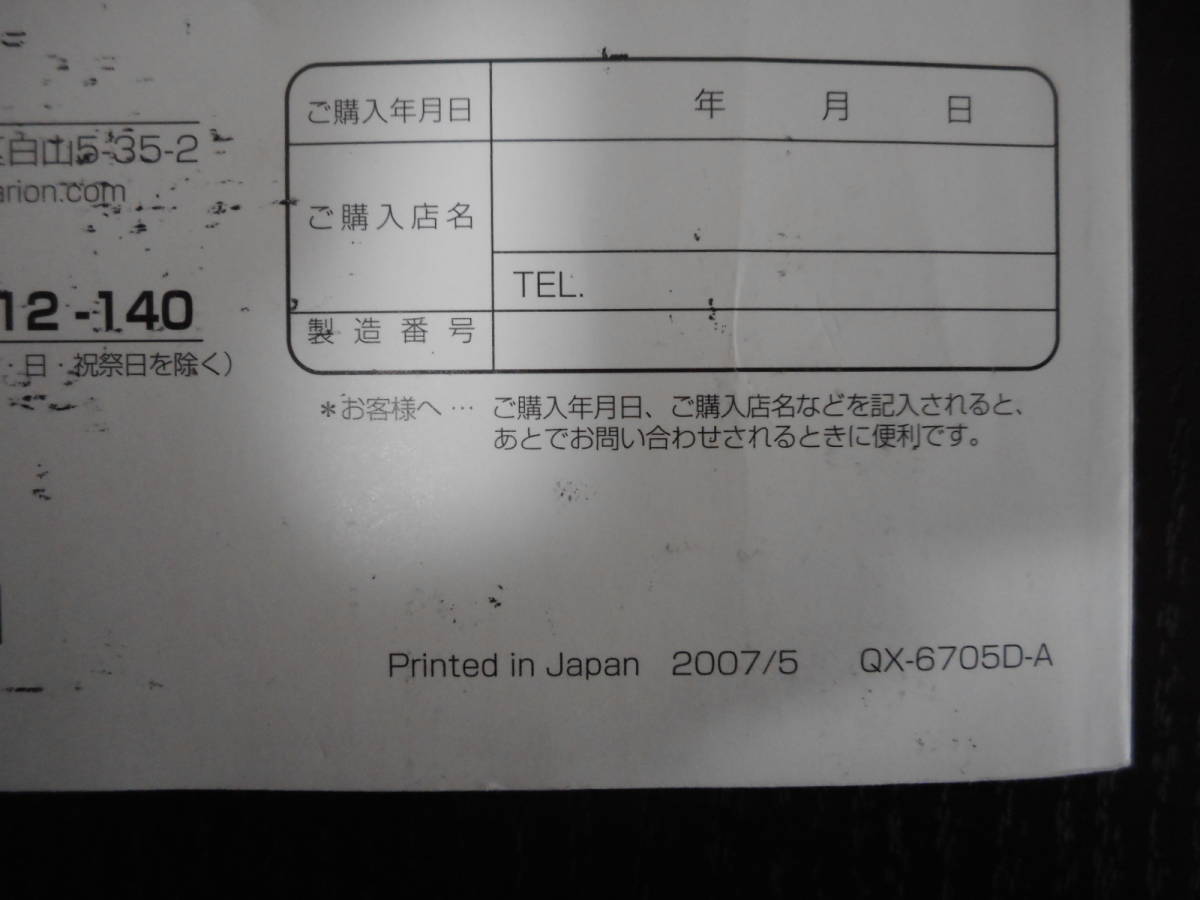 白山5-35-2
arion.com
12-140
・日・祝祭日を除く）
ご購入年月日 年 月 日
ご購入店名
TEL.
製造番号
＊お客様へ… ご購入年月日、ご購入店名などを記入されると、
あとでお問い合わせされるときに便利です。
Printed in Japan 2007/5 QX-6705D-A